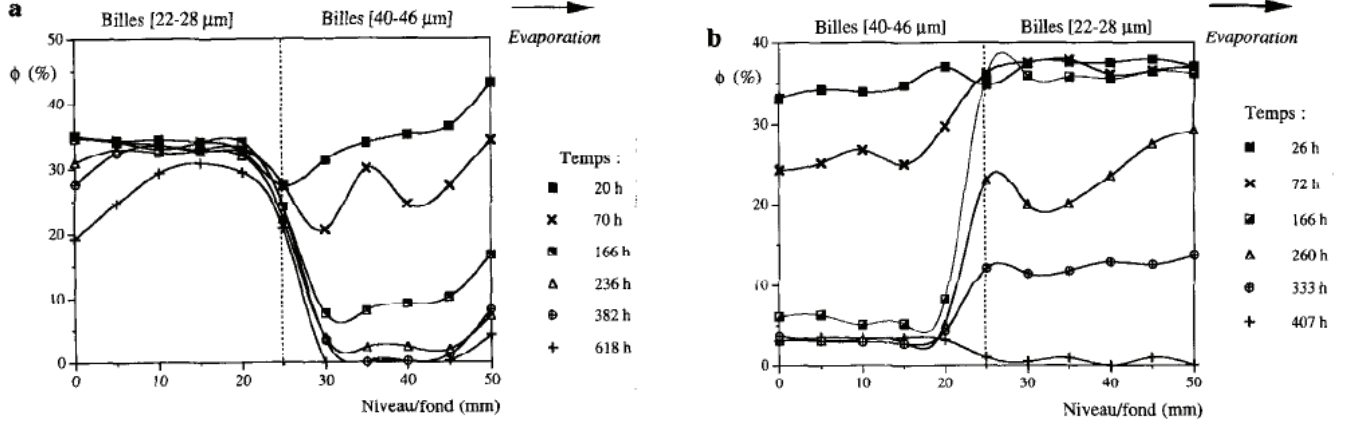 a
Billes [22-28 µm]
Billes [40-46 µm]
Evaporation
ϕ (%)
50
40
30
20
10
0
0
10
20
30
40
50
Niveau/fond (mm)
Temps :
20 h
70 h
166 h
236 h
382 h
618 h
b
Billes [40-46 µm]
Billes [22-28 µm]
Evaporation
ϕ (%)
40
30
20
10
0
0
10
20
30
40
50
Niveau/fond (mm)
Temps :
26 h
72 h
166 h
260 h
333 h
407 h